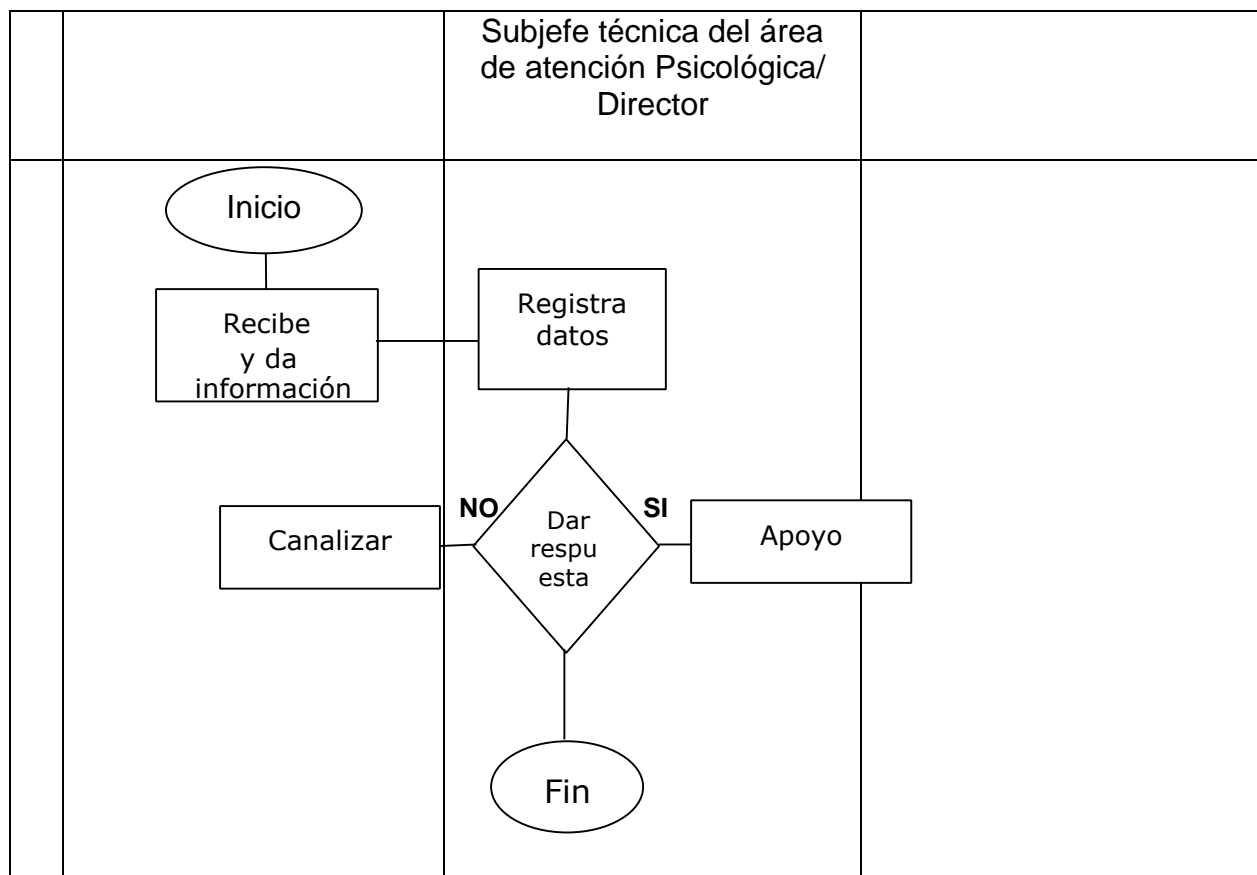 Subjefe técnica del área
de atención Psicológica/
Director
Inicio
Recibe
y da
información
Registra
datos
NO
SI
Canalizar
Dar
respu
esta
Apoyo
Fin